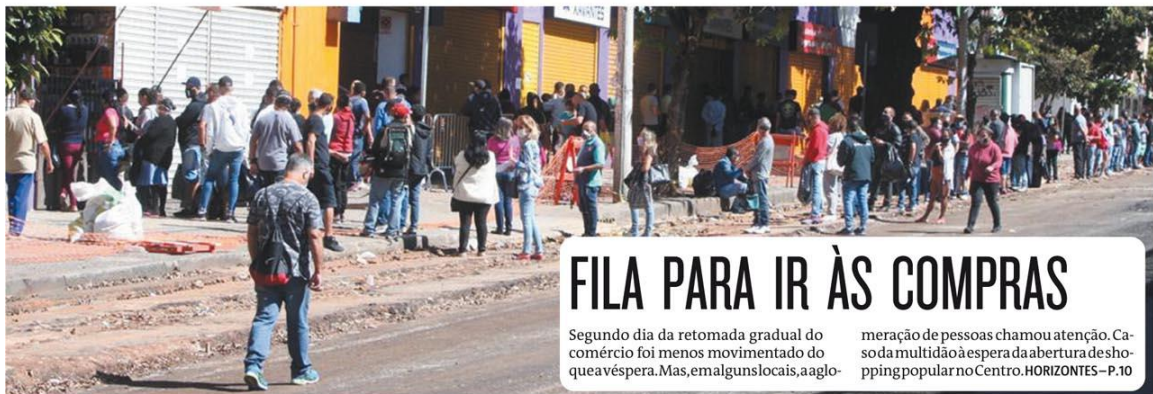 XAVANTES
FILA PARA IR ÀS COMPRAS
Segundo dia da retomada gradual do
comércio foi menos movimentado do
que a véspera. Mas, em alguns locais, a aglo-
meração de pessoas chamou atenção. Ca-
so da multidão à espera da abertura de sho-
pping popular no Centro. HORIZONTES – P. 10